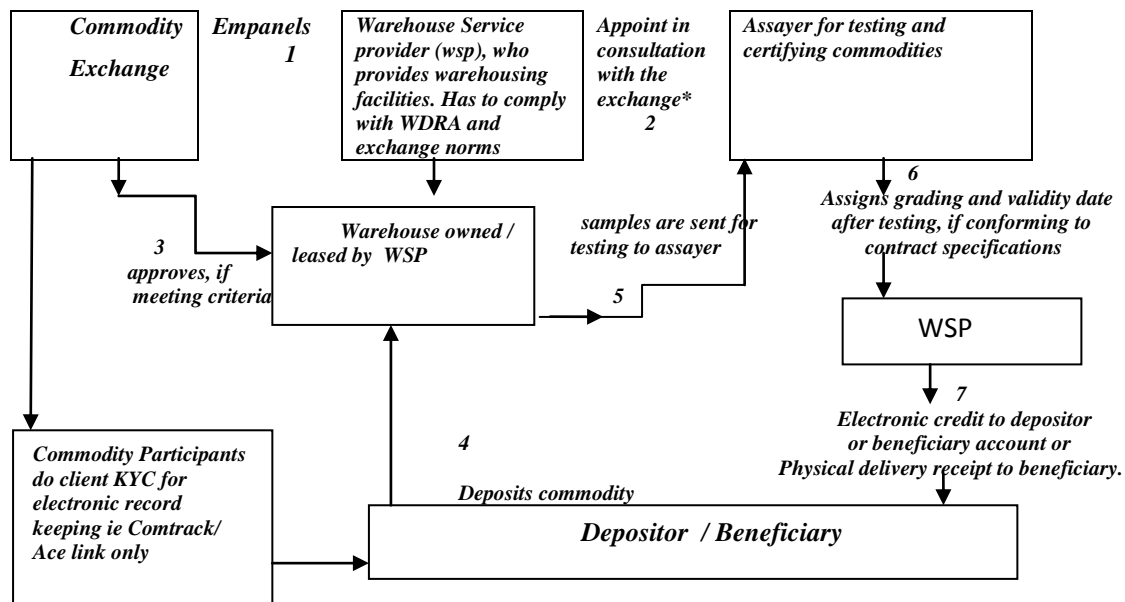 Commodity
Exchange
Empanels
1
Warehouse Service
provider (wsp), who
provides warehousing
facilities. Has to comply
with WDRA and
exchange norms
Appoint in
consultation
with the
exchange*
2
Assayer for testing and
certifying commodities
6
Assigns grading and validity date
after testing, if conforming to
contract specifications
Warehouse owned /
leased by WSP
3
approves, if
meeting criteria
samples are sent for
testing to assayer
5
WSP
7
Electronic credit to depositor
or beneficiary account or
Physical delivery receipt to beneficiary.
Commodity Participants
do client KYC for
electronic record
keeping ie Comtrack/
Ace link only
4
Deposits commodity
Depositor / Beneficiary